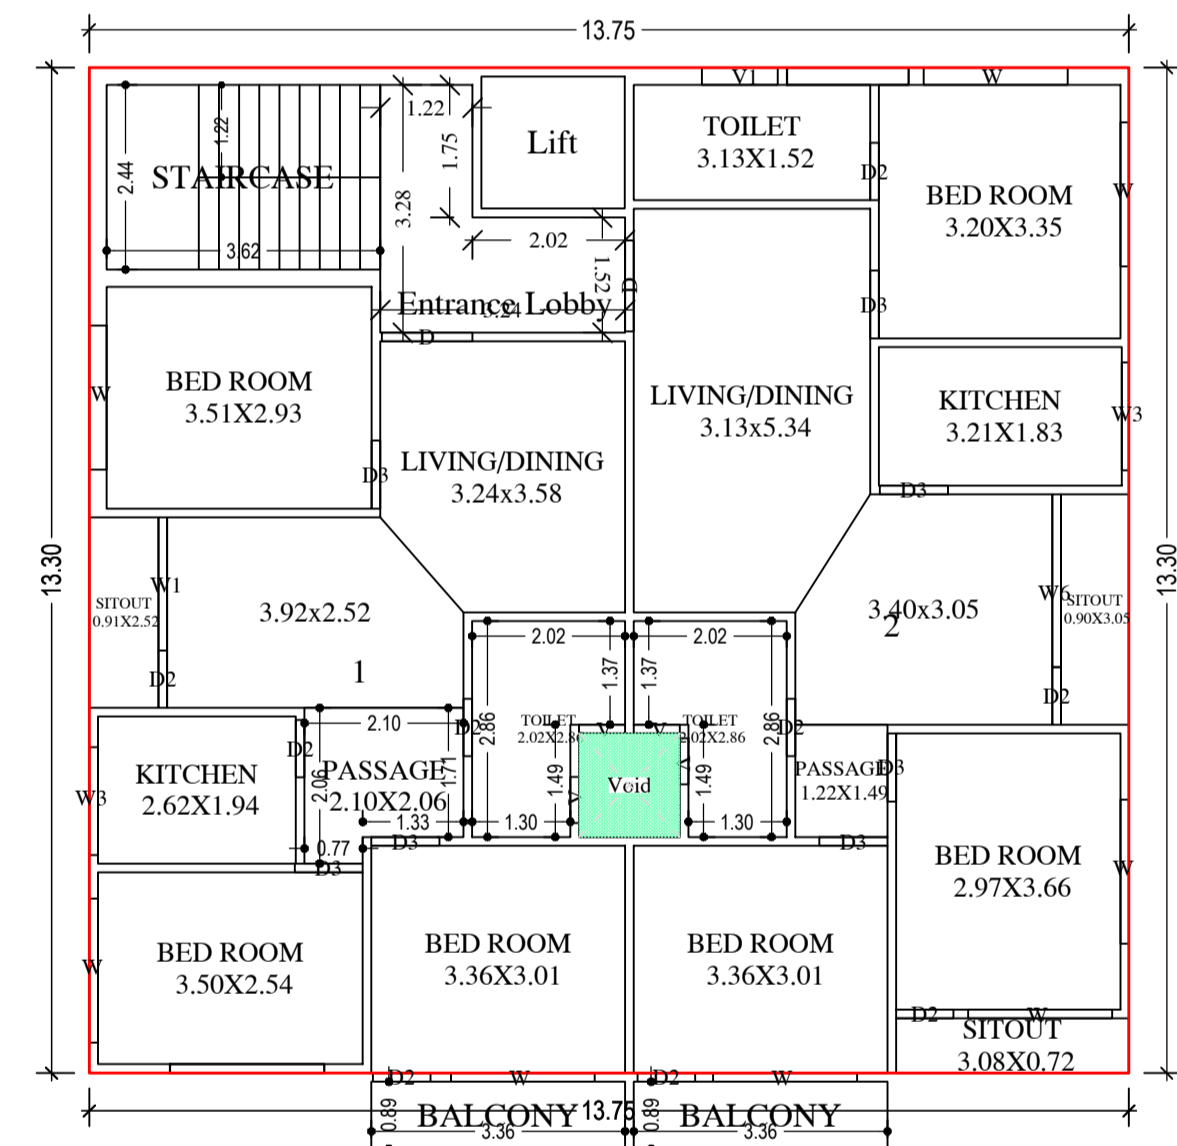 13.75
V1
W
1.22
1.22
1.75
Lift
TOILET
3.13X1.52
D2
2.44
STAIRCASE
3.28
BED ROOM
3.20X3.35
W
3.62
2.02
1.52
D
Entrance Lobby
3.24
D3
D
BED ROOM
3.51X2.93
W
LIVING/DINING
3.13x5.34
KITCHEN
3.21X1.83
W3
D3
LIVING/DINING
3.24x3.58
D3
13.30
13.30
W1
SITOUT
0.91X2.52
3.92x2.52
3.40x3.05
2
W6
SITOUT
0.90X3.05
2.02
2.02
1.37
1.37
1
D2
D2
2.10
D2
2.86
TOILET
2.02X2.86
V
V
TOILET
2.02X2.86
2.86
D2
D2
KITCHEN
2.62X1.94
W3
2.06
PASSAGE
2.10X2.06
1.71
1.49
V
Void
V
1.49
PASSAGE
1.22X1.49
D3
1.33
1.30
1.30
0.77
D3
D3
D3
BED ROOM
2.97X3.66
W
BED ROOM
3.50X2.54
W
BED ROOM
3.36X3.01
BED ROOM
3.36X3.01
D2
W
SITOUT
3.08X0.72
D2
W
D2
W
0.89
BALCONY
13.75
0.89
BALCONY
3.36
3.36